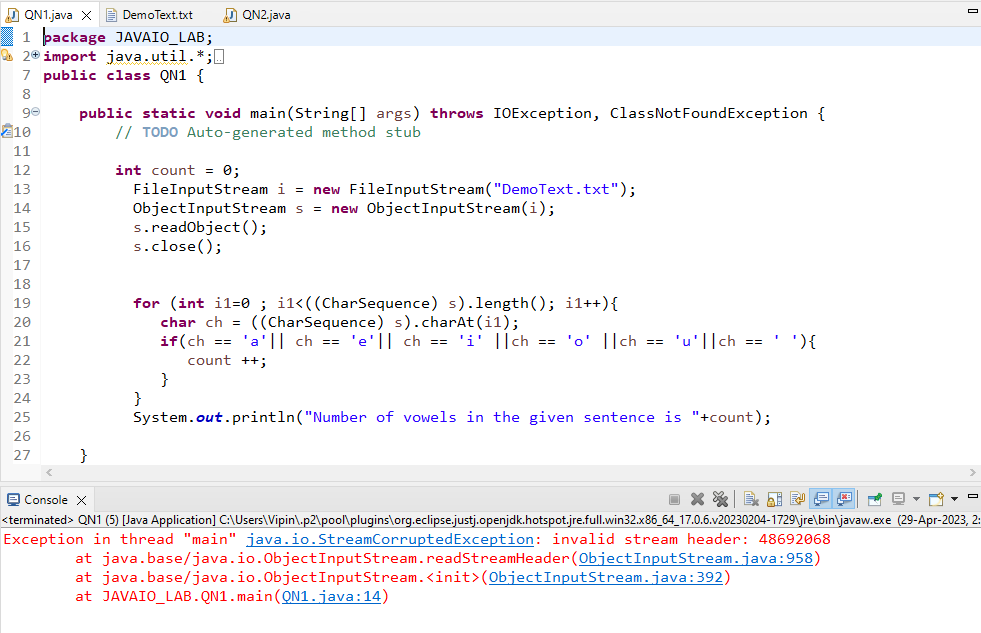 QN1.java DemoText.txt QN2.java
1 package JAVAIO_LAB;
2 import java.util.*;
7 public class QN1 {
8
9 public static void main(String[] args) throws IOException, ClassNotFoundException {
10 // TODO Auto-generated method stub
11
12 int count = 0;
13 FileInputStream i = new FileInputStream("DemoText.txt");
14 ObjectInputStream s = new ObjectInputStream(i);
15 s.readObject();
16 s.close();
17
18
19 for (int i1=0 ; i1<((CharSequence) s).length(); i1++){
20 char ch = ((CharSequence) s).charAt(i1);
21 if(ch == 'a'|| ch == 'e'|| ch == 'i' ||ch == 'o' ||ch == 'u'||ch == ' '){
22 count ++;
23 }
24 }
25 System.out.println("Number of vowels in the given sentence is "+count);
26
27 }
Console
<terminated> QN1 (5) [Java Application] C:\Users\Vipin\.p2\pool\plugins\org.eclipse.justj.openjdk.hotspot.jre.full.win32.x86_64_17.0.6.v20230204-1729\jre\bin\javaw.exe (29-Apr-2023, 2:
Exception in thread "main" java.io.StreamCorruptedException: invalid stream header: 48692068
at java.base/java.io.ObjectInputStream.readStreamHeader(ObjectInputStream.java:958)
at java.base/java.io.ObjectInputStream.<init>(ObjectInputStream.java:392)
at JAVAIO_LAB.QN1.main(QN1.java:14)